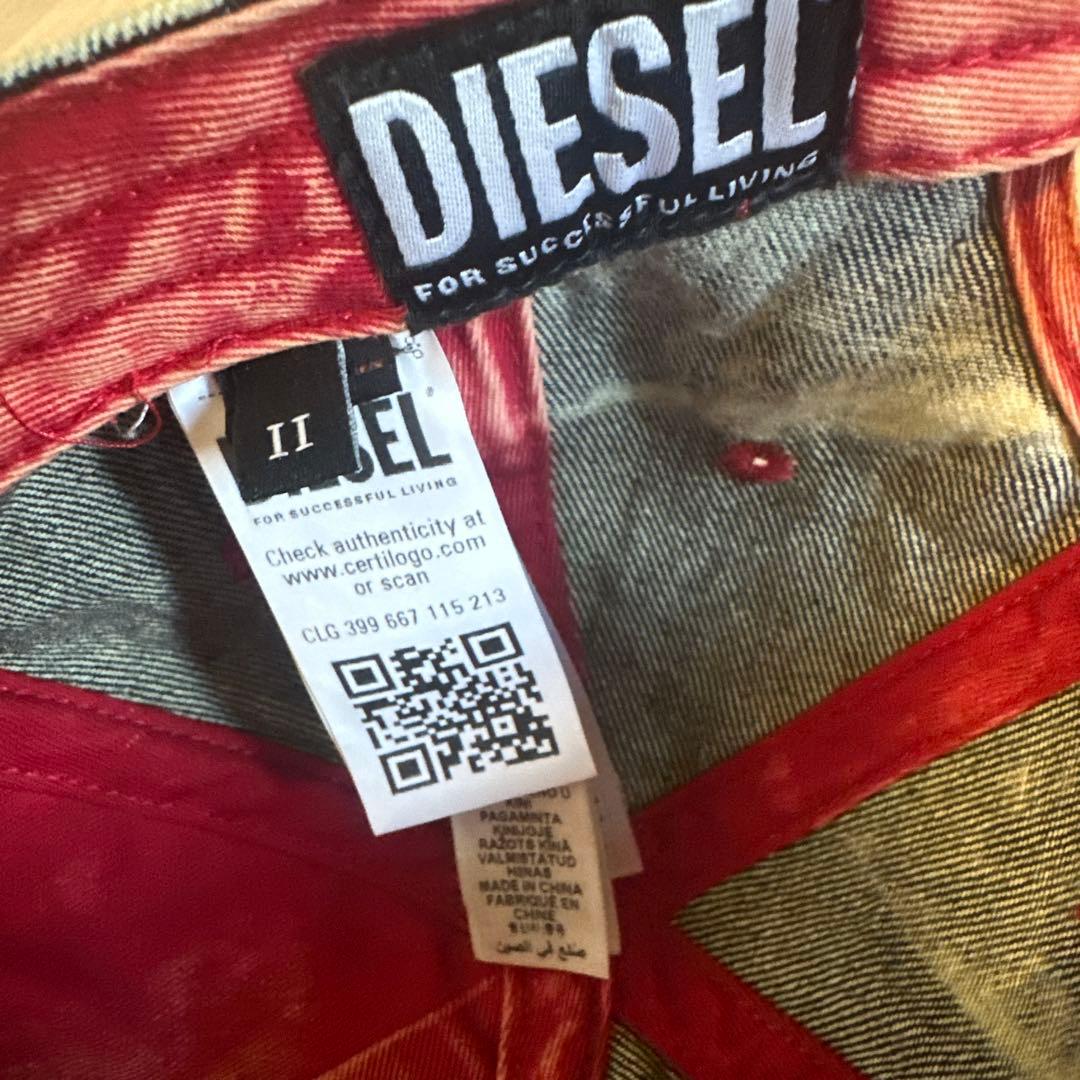 DIESEL
FOR SUCCESSFUL LIVING
II
FOR SUCCESSFUL LIVING
Check authenticity at
www.certilogo.com
or scan
CLG 399 667 115 213
KINI
PAGAMINTA
KINIJOJE
RAŽOTS ĶĪNĀ
VALMISTATUD
HIINAS
MADE IN CHINA
FABRIQUÉ EN
CHINE
صنع في الصين